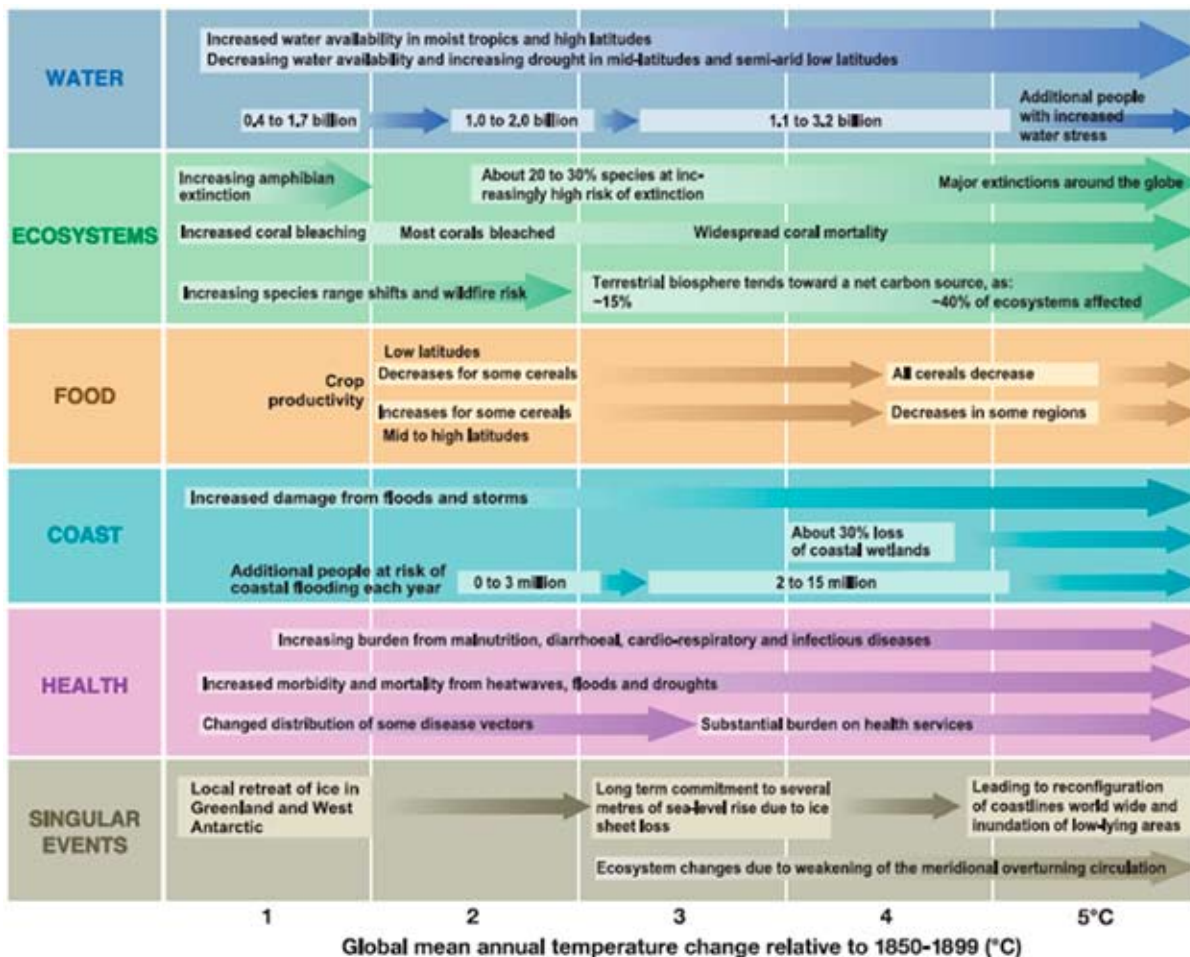 WATER
Increased water availability in moist tropics and high latitudes
Decreasing water availability and increasing drought in mid-latitudes and semi-arid low latitudes
0.4 to 1.7 billion
1.0 to 2.0 billion
1.1 to 3.2 billion
Additional people
with increased
water stress
ECOSYSTEMS
Increasing amphibian
extinction
About 20 to 30% species at inc-
reasingly high risk of extinction
Major extinctions around the globe
Increased coral bleaching
Most corals bleached
Widespread coral mortality
Increasing species range shifts and wildfire risk
Terrestrial biosphere tends toward a net carbon source, as:
~15%
~40% of ecosystems affected
FOOD
Crop
productivity
Low latitudes
Decreases for some cereals
All cereals decrease
Increases for some cereals
Mid to high latitudes
Decreases in some regions
COAST
Increased damage from floods and storms
About 30% loss
of coastal wetlands
Additional people at risk of
coastal flooding each year
0 to 3 million
2 to 15 million
HEALTH
Increasing burden from malnutrition, diarrhoeal, cardio-respiratory and infectious diseases
Increased morbidity and mortality from heatwaves, floods and droughts
Changed distribution of some disease vectors
Substantial burden on health services
SINGULAR
EVENTS
Local retreat of ice in
Greenland and West
Antarctic
Long term commitment to several
metres of sea-level rise due to ice
sheet loss
Leading to reconfiguration
of coastlines world wide and
inundation of low-lying areas
Ecosystem changes due to weakening of the meridional overturning circulation
1 2 3 4 5°C
Global mean annual temperature change relative to 1850-1899 (°C)